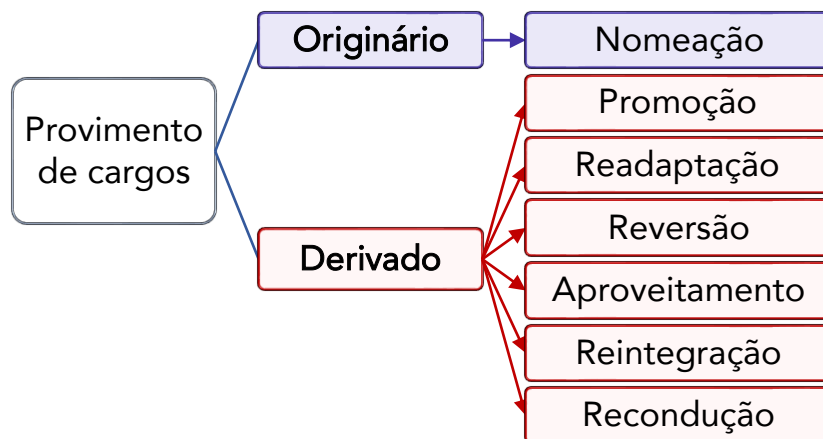 Originário
Nomeação
Provimento
de cargos
Promoção
Readaptação
Reversão
Derivado
Aproveitamento
Reintegração
Recondução